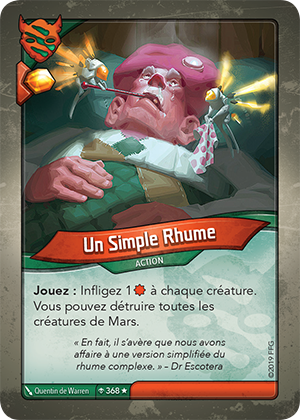 Un Simple Rhume
ACTION
Jouez : Infligez 1 à chaque créature.
Vous pouvez détruire toutes les
créatures de Mars.
« En fait, il s'avère que nous avons
affaire à une version simplifiée du
rhume complexe. » – Dr Escotera
©2019 FFG
Quentin de Warren 368